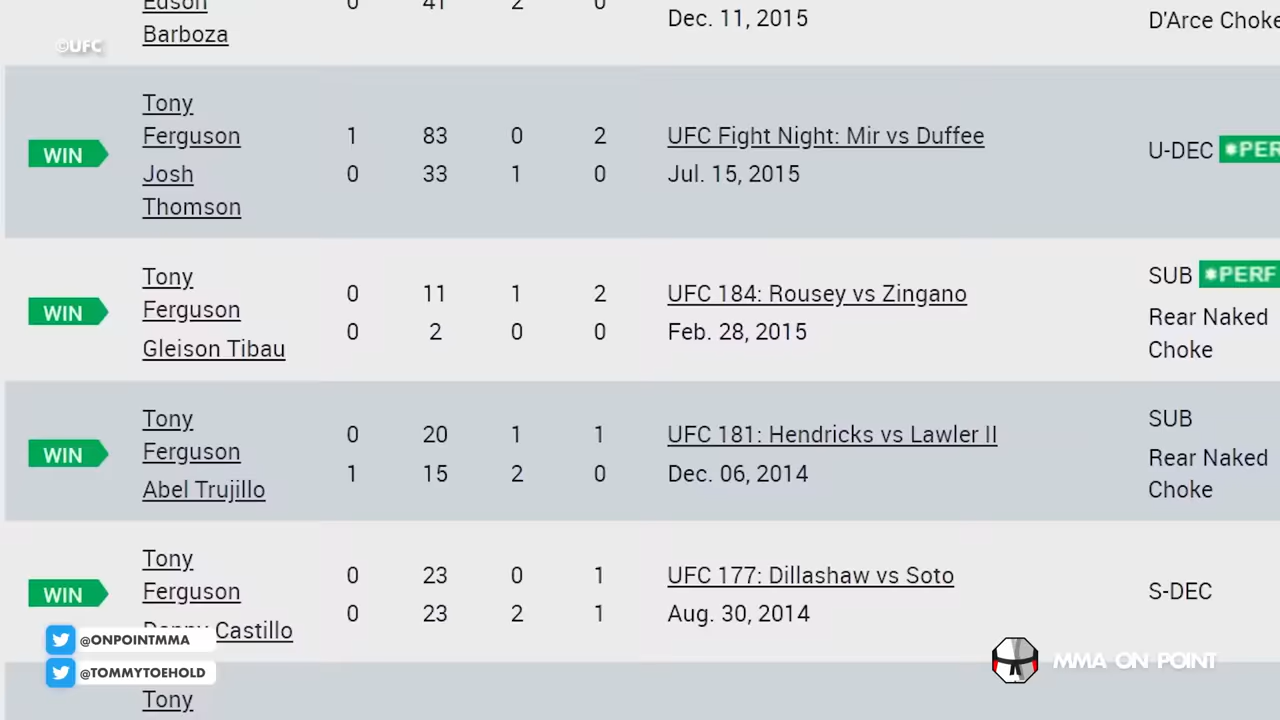 Edson 0 41 2 0
Barboza
Dec. 11, 2015
D'Arce Choke
©UFC
WIN
Tony
Ferguson 1 83 0 2
Josh 0 33 1 0
Thomson
UFC Fight Night: Mir vs Duffee
Jul. 15, 2015
U-DEC *PER
WIN
Tony
Ferguson
Gleison Tibau
0 11 1 2
0 2 0 0
UFC 184: Rousey vs Zingano
Feb. 28, 2015
SUB *PERF
Rear Naked
Choke
WIN
Tony
Ferguson
Abel Trujillo
0 20 1 1
1 15 2 0
UFC 181: Hendricks vs Lawler II
Dec. 06, 2014
SUB
Rear Naked
Choke
WIN
Tony
Ferguson
Danny Castillo
0 23 0 1
0 23 2 1
UFC 177: Dillashaw vs Soto
Aug. 30, 2014
S-DEC
@ONPOINTMMA
@TOMMYTOEHOLD
MMA ON POINT
Tony